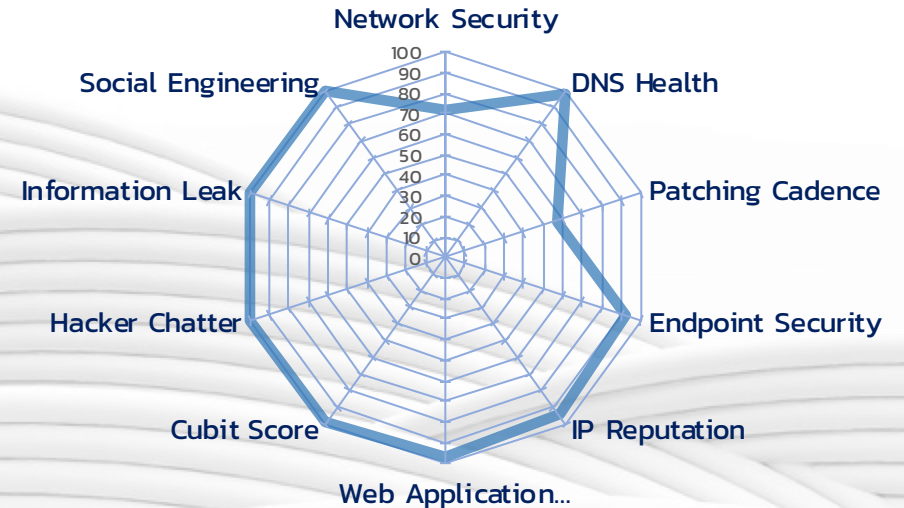 Network Security
100
90
80
70
60
50
40
30
20
10
0
DNS Health
Patching Cadence
Endpoint Security
IP Reputation
Web Application...
Cubit Score
Hacker Chatter
Information Leak
Social Engineering